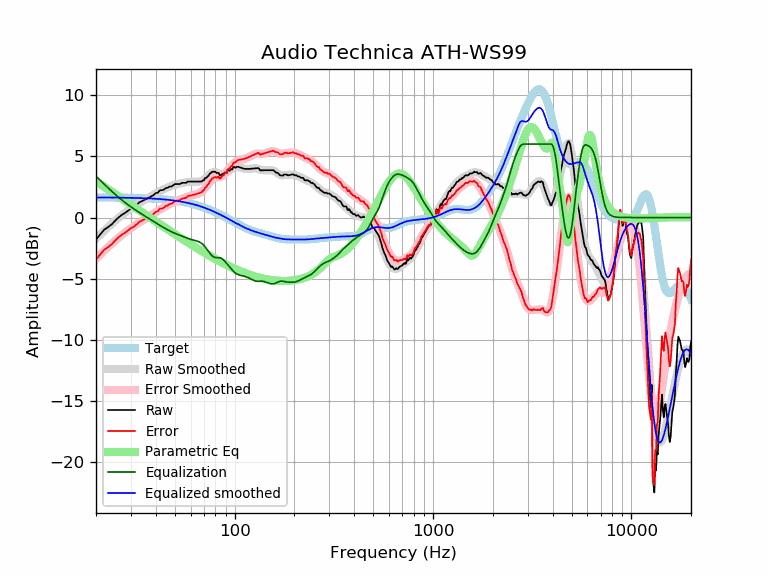 Audio Technica ATH-WS99
Amplitude (dBr)
10
5
0
−5
−10
−15
−20
Target
Raw Smoothed
Error Smoothed
Raw
Error
Parametric Eq
Equalization
Equalized smoothed
100
1000
10000
Frequency (Hz)